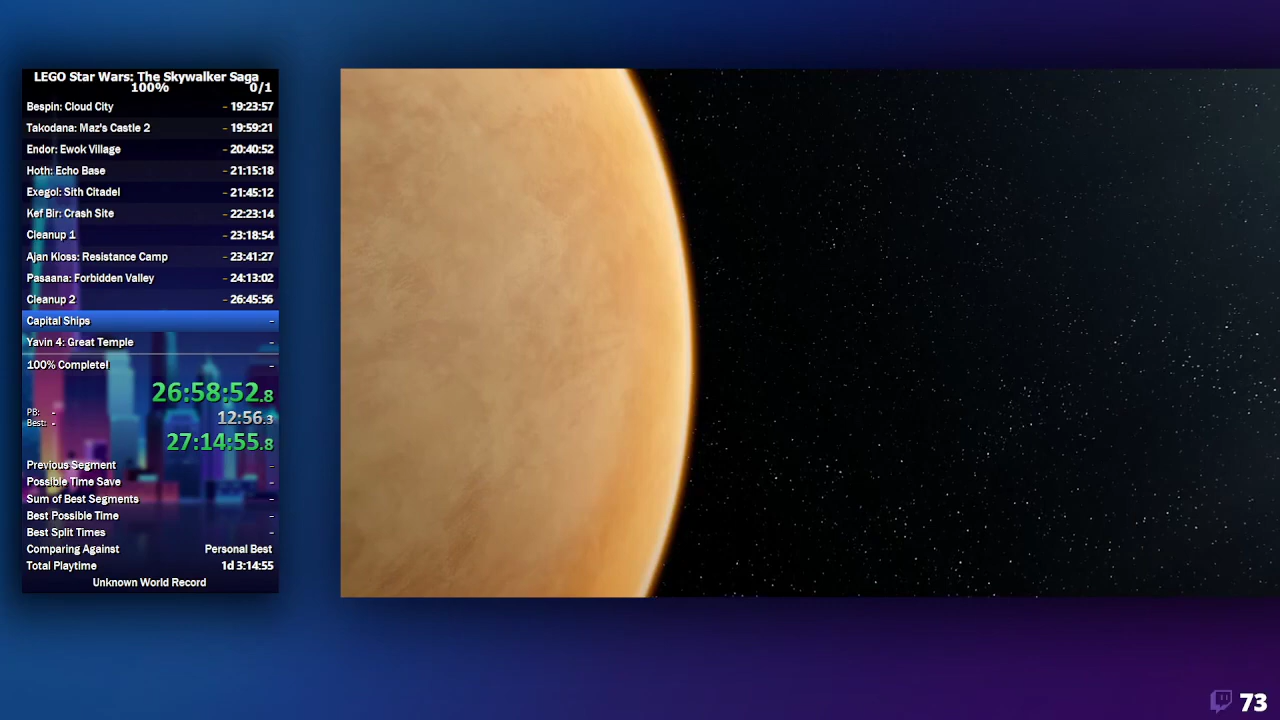 LEGO Star Wars: The Skywalker Saga
100% 0/1
Bespin: Cloud City - 19:23:57
Takodana: Maz's Castle 2 - 19:59:21
Endor: Ewok Village - 20:40:52
Hoth: Echo Base - 21:15:18
Exegol: Sith Citadel - 21:45:12
Kef Bir: Crash Site - 22:23:14
Cleanup 1 - 23:18:54
Ajan Kloss: Resistance Camp - 23:41:27
Pasaana: Forbidden Valley - 24:13:02
Cleanup 2 - 26:45:56
Capital Ships -
Yavin 4: Great Temple -
100% Complete! -
26:58:52.8
PB: - 12:56.3
Best: -
27:14:55.8
Previous Segment -
Possible Time Save -
Sum of Best Segments -
Best Possible Time -
Best Split Times -
Comparing Against Personal Best
Total Playtime 1d 3:14:55
Unknown World Record
73